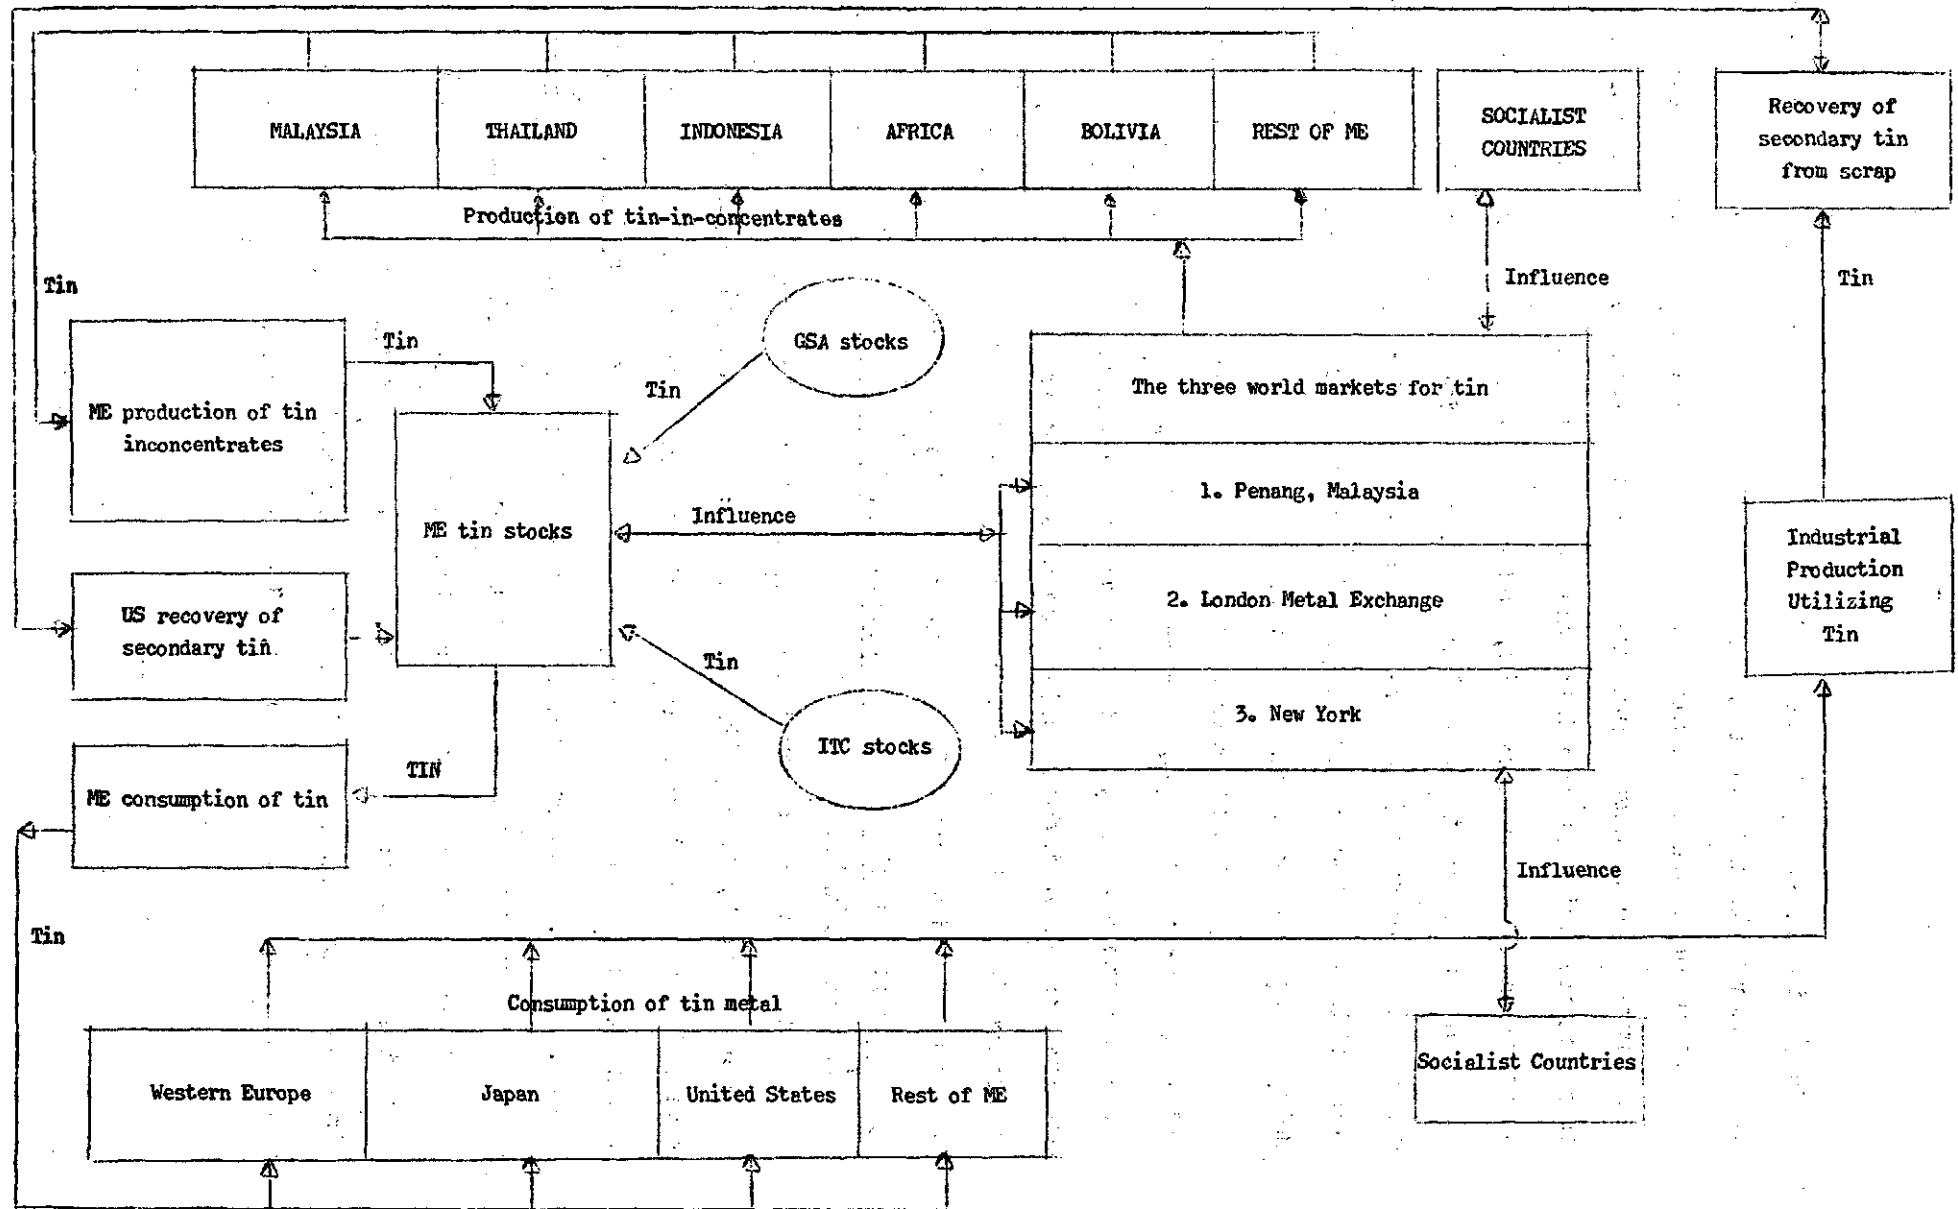 MALAYSIA
THAILAND
INDONESIA
AFRICA
BOLIVIA
REST OF ME
SOCIALIST
COUNTRIES
Recovery of
secondary tin
from scrap
Production of tin-in-concentrates
Tin
Influence
Tin
GSA stocks
Tin
Tin
ME production of tin
inconcentrates
The three world markets for tin
1. Penang, Malaysia
Influence
ME tin stocks
Industrial
Production
Utilizing
Tin
2. London Metal Exchange
US recovery of
secondary tin
Tin
3. New York
ITC stocks
TIN
ME consumption of tin
Influence
Tin
Consumption of tin metal
Western Europe
Japan
United States
Rest of ME
Socialist Countries